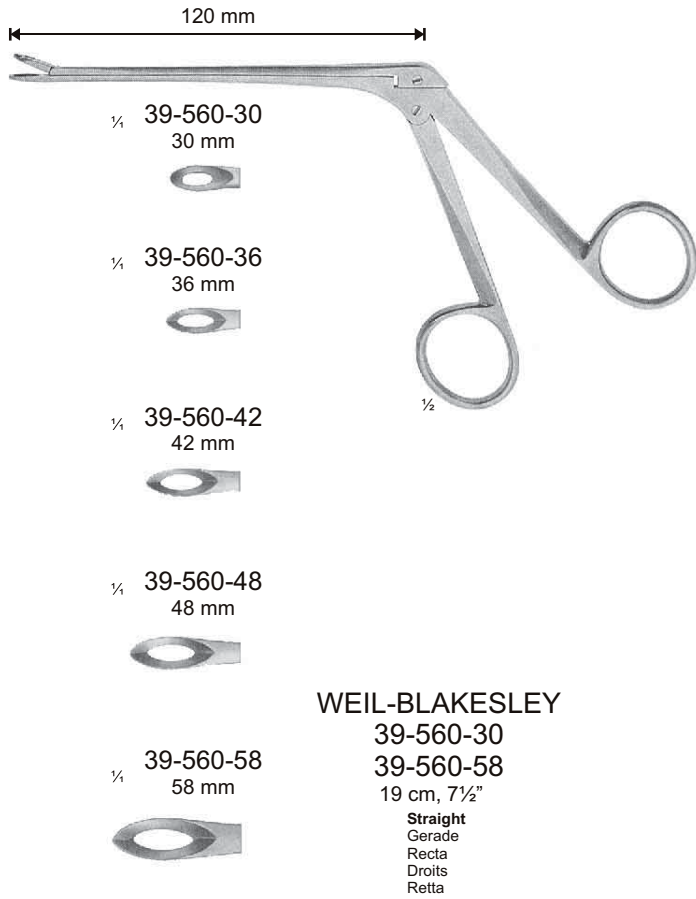 120 mm
¹⁄₁ 39-560-30
30 mm
¹⁄₁ 39-560-36
36 mm
½
¹⁄₁ 39-560-42
42 mm
¹⁄₁ 39-560-48
48 mm
¹⁄₁ 39-560-58
58 mm
WEIL-BLAKESLEY
39-560-30
39-560-58
19 cm, 7½”
Straight
Gerade
Recta
Droits
Retta